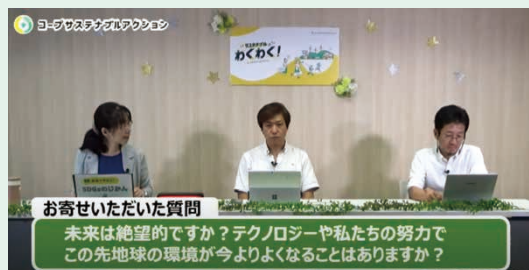 コープサステナブルアクション
わくわく!
お寄せいただいた質問
未来は絶望的ですか?テクノロジーや私たちの努力で
この先地球の環境が今よりよくなることはありますか?